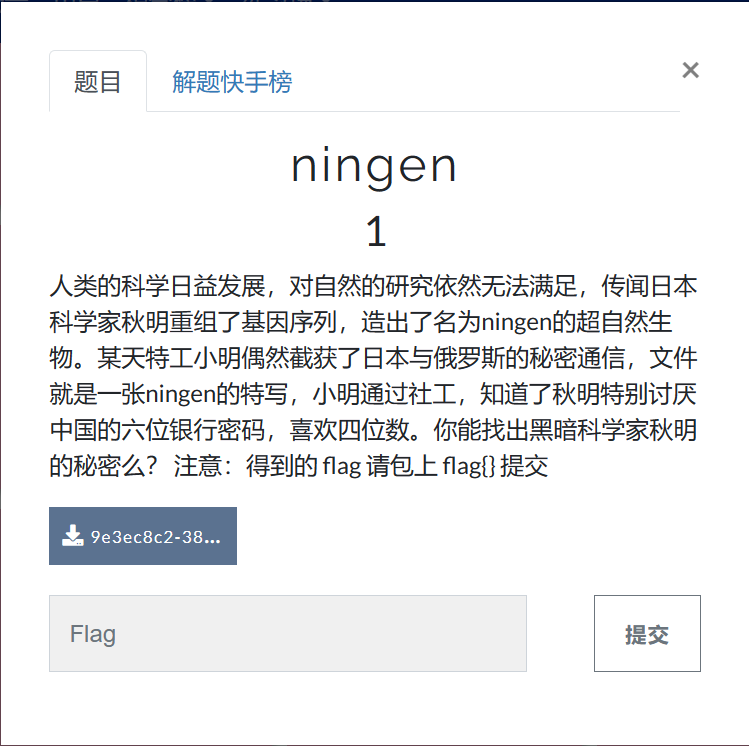 题目
解题快手榜
×
ningen
1
人类的科学日益发展，对自然的研究依然无法满足，传闻日本
科学家秋明重组了基因序列，造出了名为ningen的超自然生
物。某天特工小明偶然截获了日本与俄罗斯的秘密通信，文件
就是一张ningen的特写，小明通过社工，知道了秋明特别讨厌
中国的六位银行密码，喜欢四位数。你能找出黑暗科学家秋明
的秘密么？ 注意：得到的 flag 请包上 flag{} 提交
9e3ec8c2-38...
Flag
提交